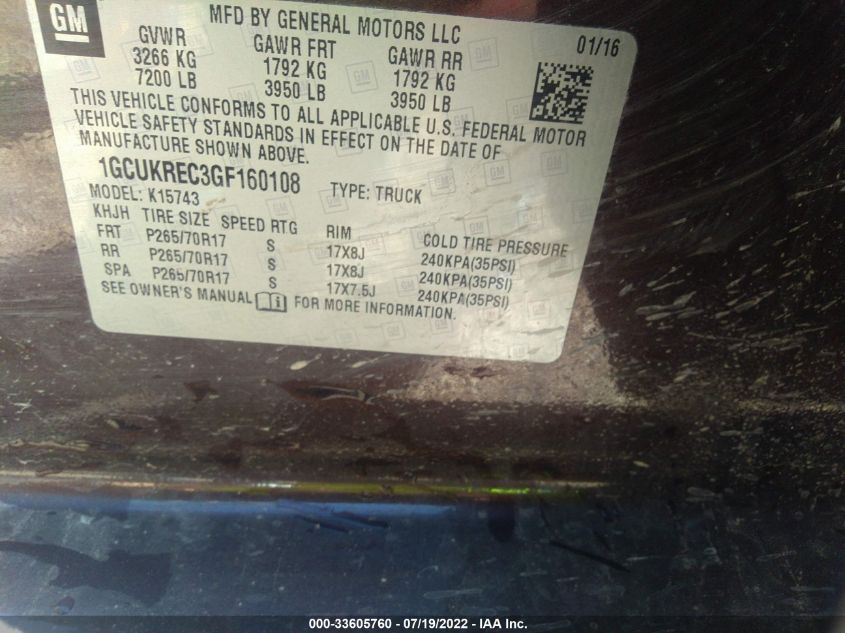 GM
MFD BY GENERAL MOTORS LLC
01/16
GVWR GAWR FRT GAWR RR
3266 KG 1792 KG 1792 KG
7200 LB 3950 LB 3950 LB
THIS VEHICLE CONFORMS TO ALL APPLICABLE U.S. FEDERAL MOTOR
VEHICLE SAFETY STANDARDS IN EFFECT ON THE DATE OF
MANUFACTURE SHOWN ABOVE.
1GCUKREC3GF160108 TYPE: TRUCK
MODEL: K15743
KHJH TIRE SIZE SPEED RTG RIM COLD TIRE PRESSURE
FRT P265/70R17 S 17X8J 240KPA(35PSI)
RR P265/70R17 S 17X8J 240KPA(35PSI)
SPA P265/70R17 S 17X7.5J 240KPA(35PSI)
SEE OWNER'S MANUAL FOR MORE INFORMATION.
000-33605760 - 07/19/2022 - IAA Inc.